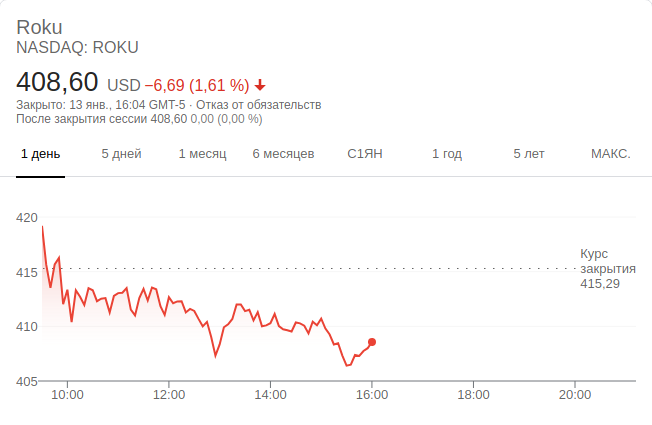 Roku
NASDAQ: ROKU
408,60 USD −6,69 (1,61 %)
Закрыто: 13 янв., 16:04 GMT-5 · Отказ от обязательств
После закрытия сессии 408,60 0,00 (0,00 %)
1 день 5 дней 1 месяц 6 месяцев С1ЯН 1 год 5 лет МАКС.
420
Курс
415 закрытия
415,29
410
405
10:00 12:00 14:00 16:00 18:00 20:00